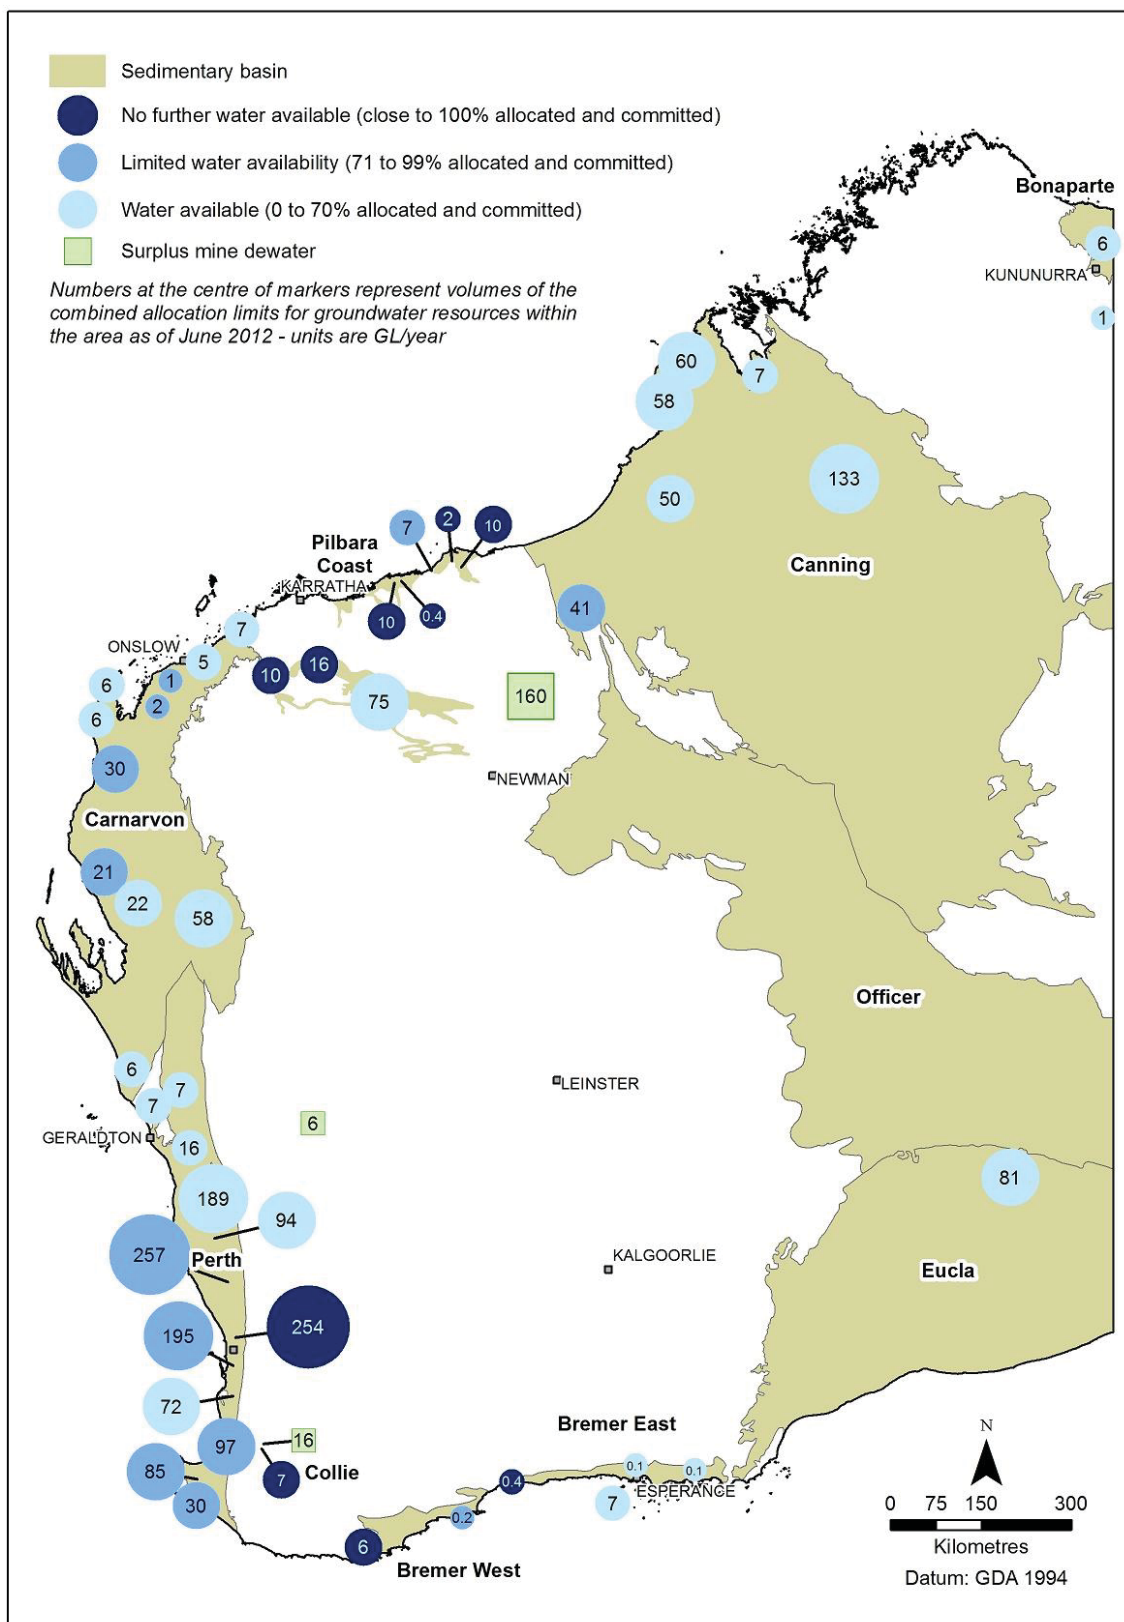 Sedimentary basin
No further water available (close to 100% allocated and committed)
Limited water availability (71 to 99% allocated and committed)
Water available (0 to 70% allocated and committed)
Surplus mine dewater
Numbers at the centre of markers represent volumes of the
combined allocation limits for groundwater resources within
the area as of June 2012 - units are GL/year
Bonaparte
6
KUNUNURRA
1
60
7
58
133
50
Canning
7
2
10
Pilbara
Coast
KARRATHA
10
0.4
41
7
ONSLOW
5
10
16
75
160
6
1
2
6
30
NEWMAN
Carnarvon
21
22
58
Officer
6
7
7
LEINSTER
6
GERALDTON
16
81
189
94
257
Perth
KALGOORLIE
Eucla
254
195
72
Bremer East
97
16
Collie
7
85
30
0.1
0.1
ESPERANCE
7
0.4
0.2
6
Bremer West
N
0 75 150 300
Kilometres
Datum: GDA 1994